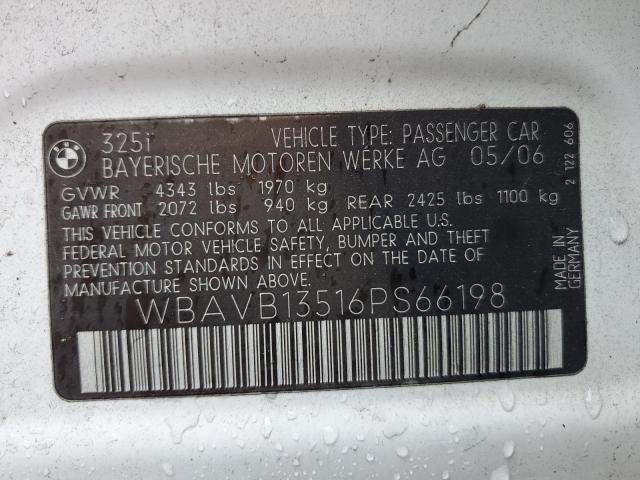 BMW
325i VEHICLE TYPE: PASSENGER CAR
BAYERISCHE MOTOREN WERKE AG 05/06
GVWR 4343 lbs 1970 kg
GAWR FRONT 2072 lbs 940 kg REAR 2425 lbs 1100 kg
THIS VEHICLE CONFORMS TO ALL APPLICABLE U.S.
FEDERAL MOTOR VEHICLE SAFETY, BUMPER AND THEFT
PREVENTION STANDARDS IN EFFECT ON THE DATE OF
MANUFACTURE SHOWN ABOVE.
WBAVB13516PS66198
MADE IN
GERMANY
2 122 606